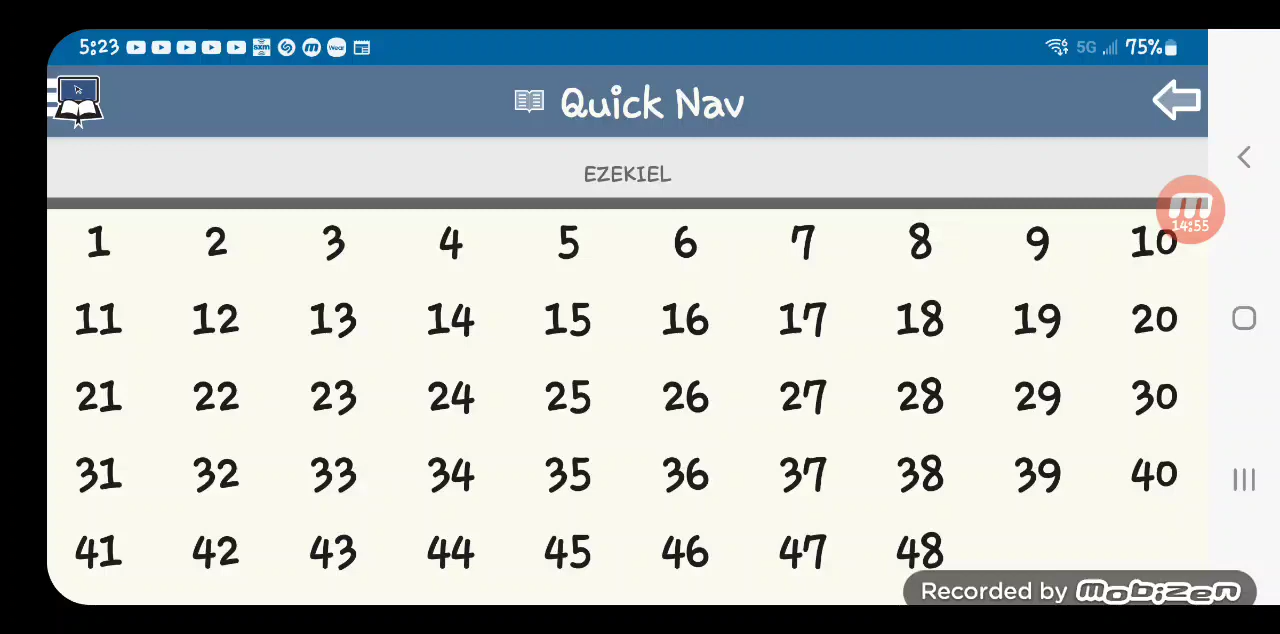 5:23 sxm m Wear 5G 75%
Quick Nav
EZEKIEL
1 2 3 4 5 6 7 8 9 10
14:55
11 12 13 14 15 16 17 18 19 20
21 22 23 24 25 26 27 28 29 30
31 32 33 34 35 36 37 38 39 40
41 42 43 44 45 46 47 48
Recorded by mobizen